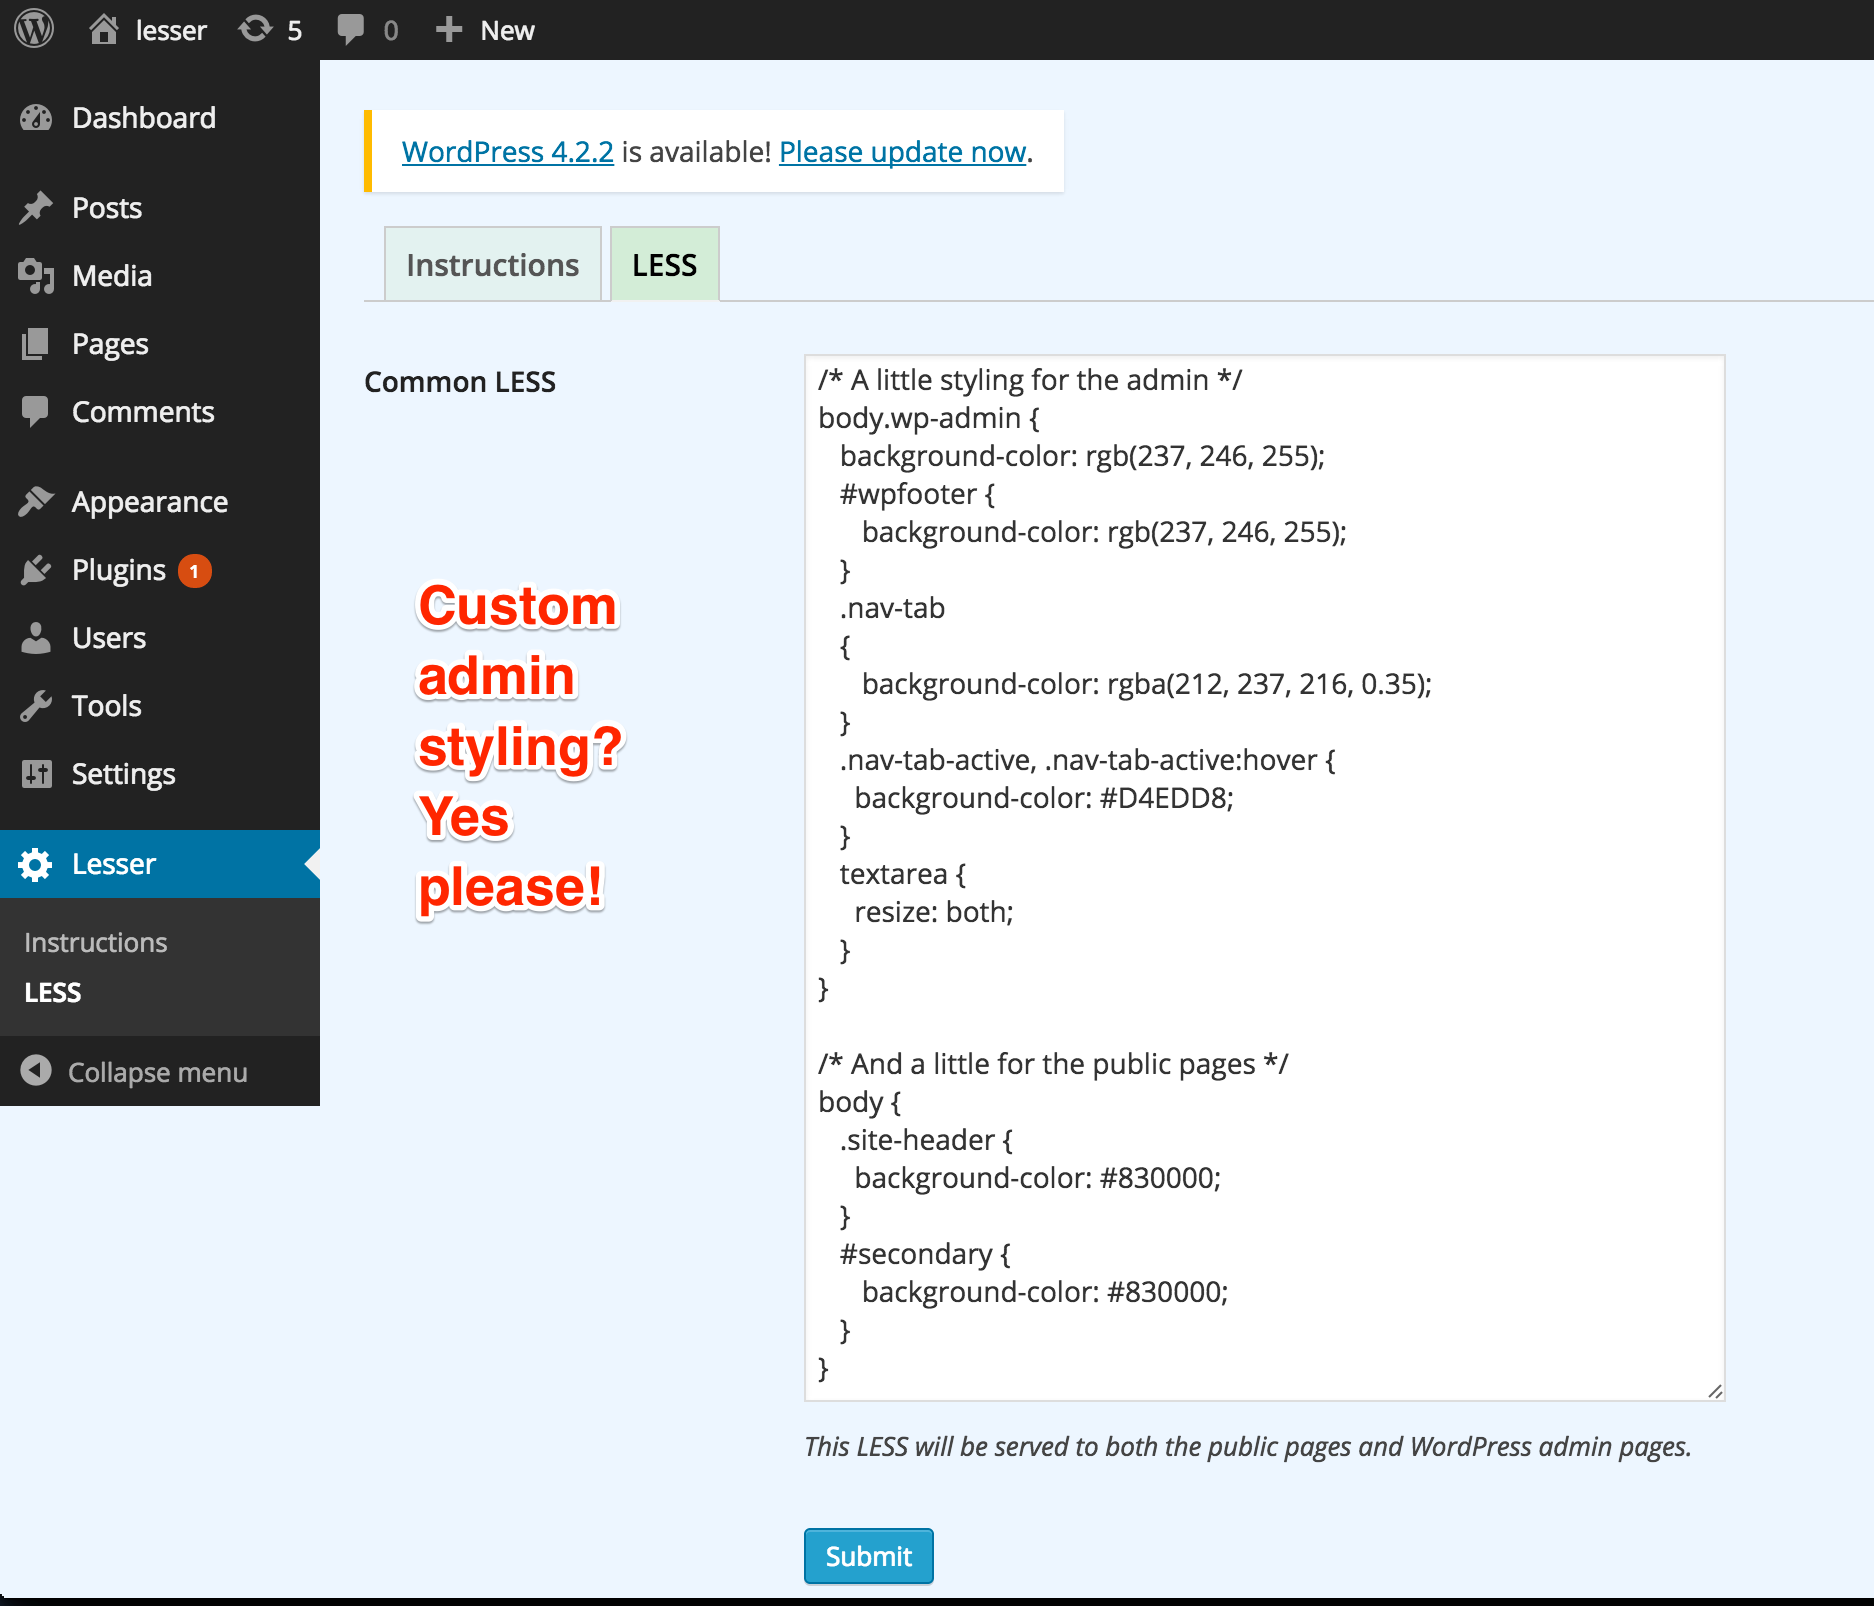 lesser 5 0 New
Dashboard
Posts
Media
Pages
Comments
Appearance
Plugins 1
Users
Tools
Settings
Lesser
Instructions
LESS
Collapse menu
WordPress 4.2.2 is available! Please update now.
Instructions LESS
Common LESS
Custom
admin
styling?
Yes
please!
/* A little styling for the admin */
body.wp-admin {
background-color: rgb(237, 246, 255);
#wpfooter {
background-color: rgb(237, 246, 255);
}
.nav-tab
{
background-color: rgba(212, 237, 216, 0.35);
}
.nav-tab-active, .nav-tab-active:hover {
background-color: #D4EDD8;
}
textarea {
resize: both;
}
}
/* And a little for the public pages */
body {
.site-header {
background-color: #830000;
}
#secondary {
background-color: #830000;
}
}
This LESS will be served to both the public pages and WordPress admin pages.
Submit